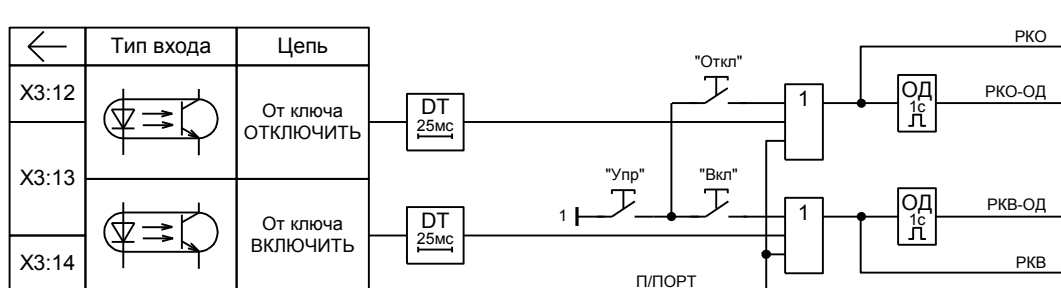 Тип входа
Цепь
РКО
X3:12
От ключа
ОТКЛЮЧИТЬ
DT
25мс
"Откл"
1
ОД
1с
РКО-ОД
X3:13
"Упр"
"Вкл"
1
От ключа
ВКЛЮЧИТЬ
DT
25мс
1
ОД
1с
РКВ-ОД
X3:14
П/ПОРТ
РКВ